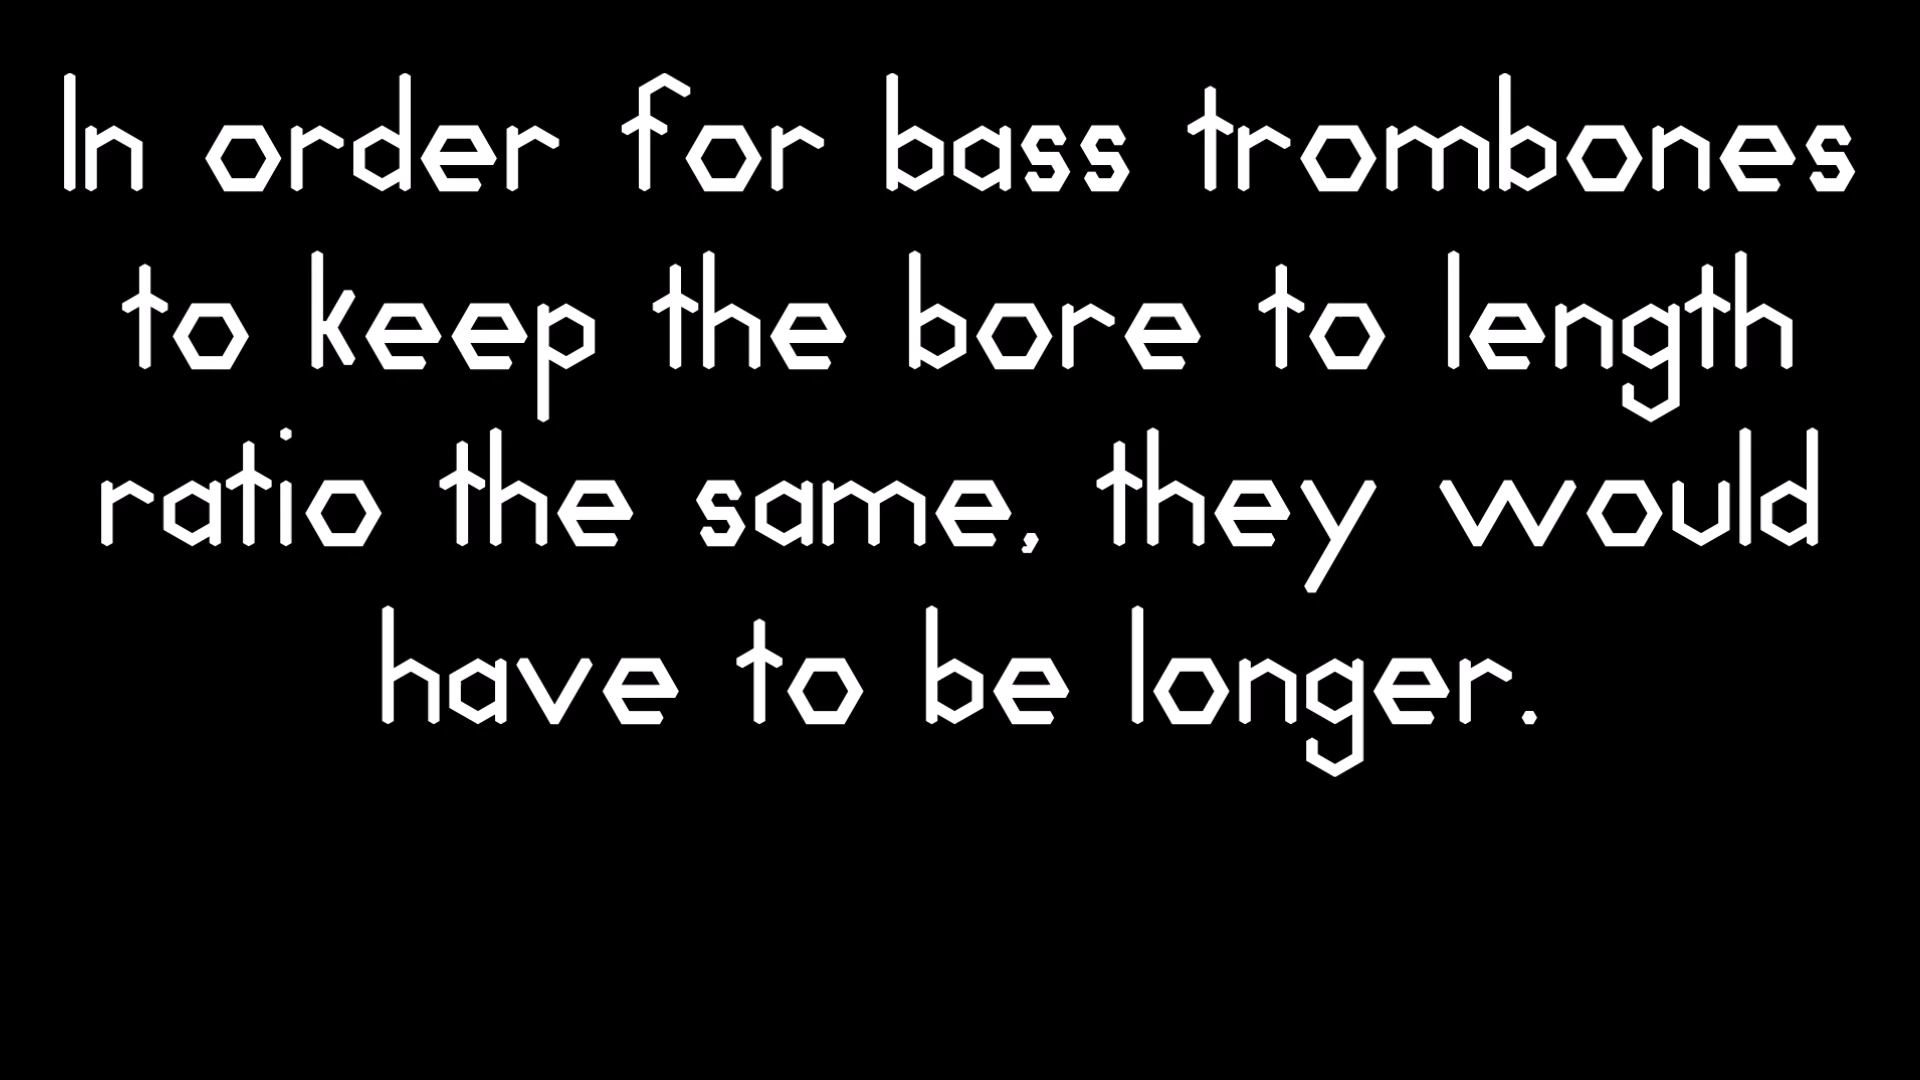 In order for bass trombones
to keep the bore to length
ratio the same, they would
have to be longer.